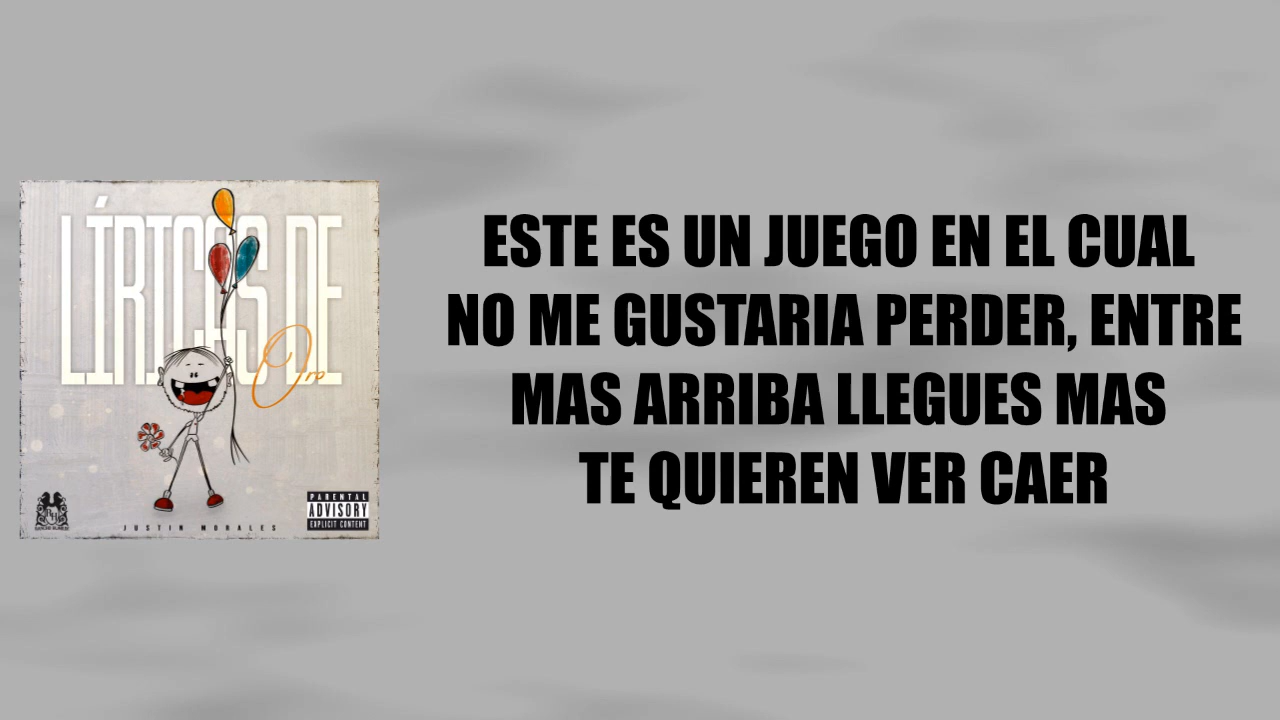 LÍRICAS DE
Oro
JUSTIN MORALES
PARENTAL
ADVISORY
EXPLICIT CONTENT
ESTE ES UN JUEGO EN EL CUAL
NO ME GUSTARIA PERDER, ENTRE
MAS ARRIBA LLEGUES MAS
TE QUIEREN VER CAER